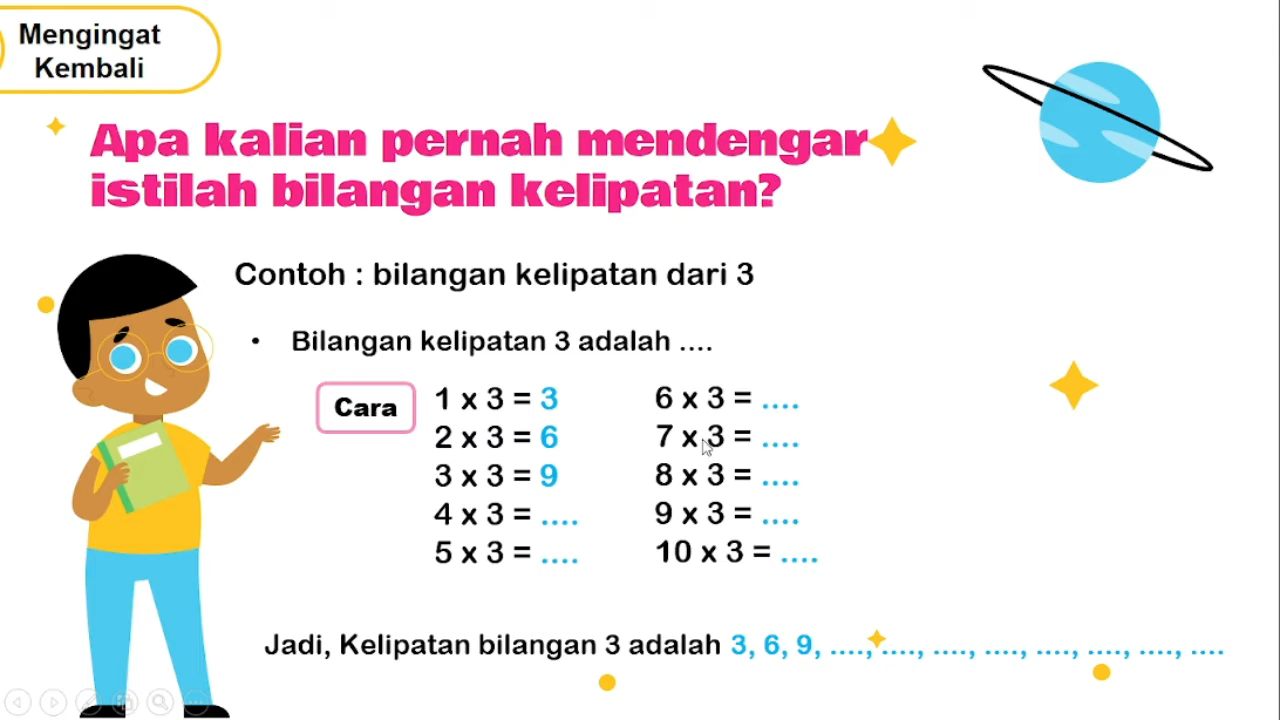 Mengingat
Kembali
Apa kalian pernah mendengar
istilah bilangan kelipatan?
Contoh : bilangan kelipatan dari 3
• Bilangan kelipatan 3 adalah ....
Cara
1 x 3 = 3
2 x 3 = 6
3 x 3 = 9
4 x 3 = ....
5 x 3 = ....
6 x 3 = ....
7 x 3 = ....
8 x 3 = ....
9 x 3 = ....
10 x 3 = ....
Jadi, Kelipatan bilangan 3 adalah 3, 6, 9, ...., ...., ...., ...., ...., ...., ...., ....